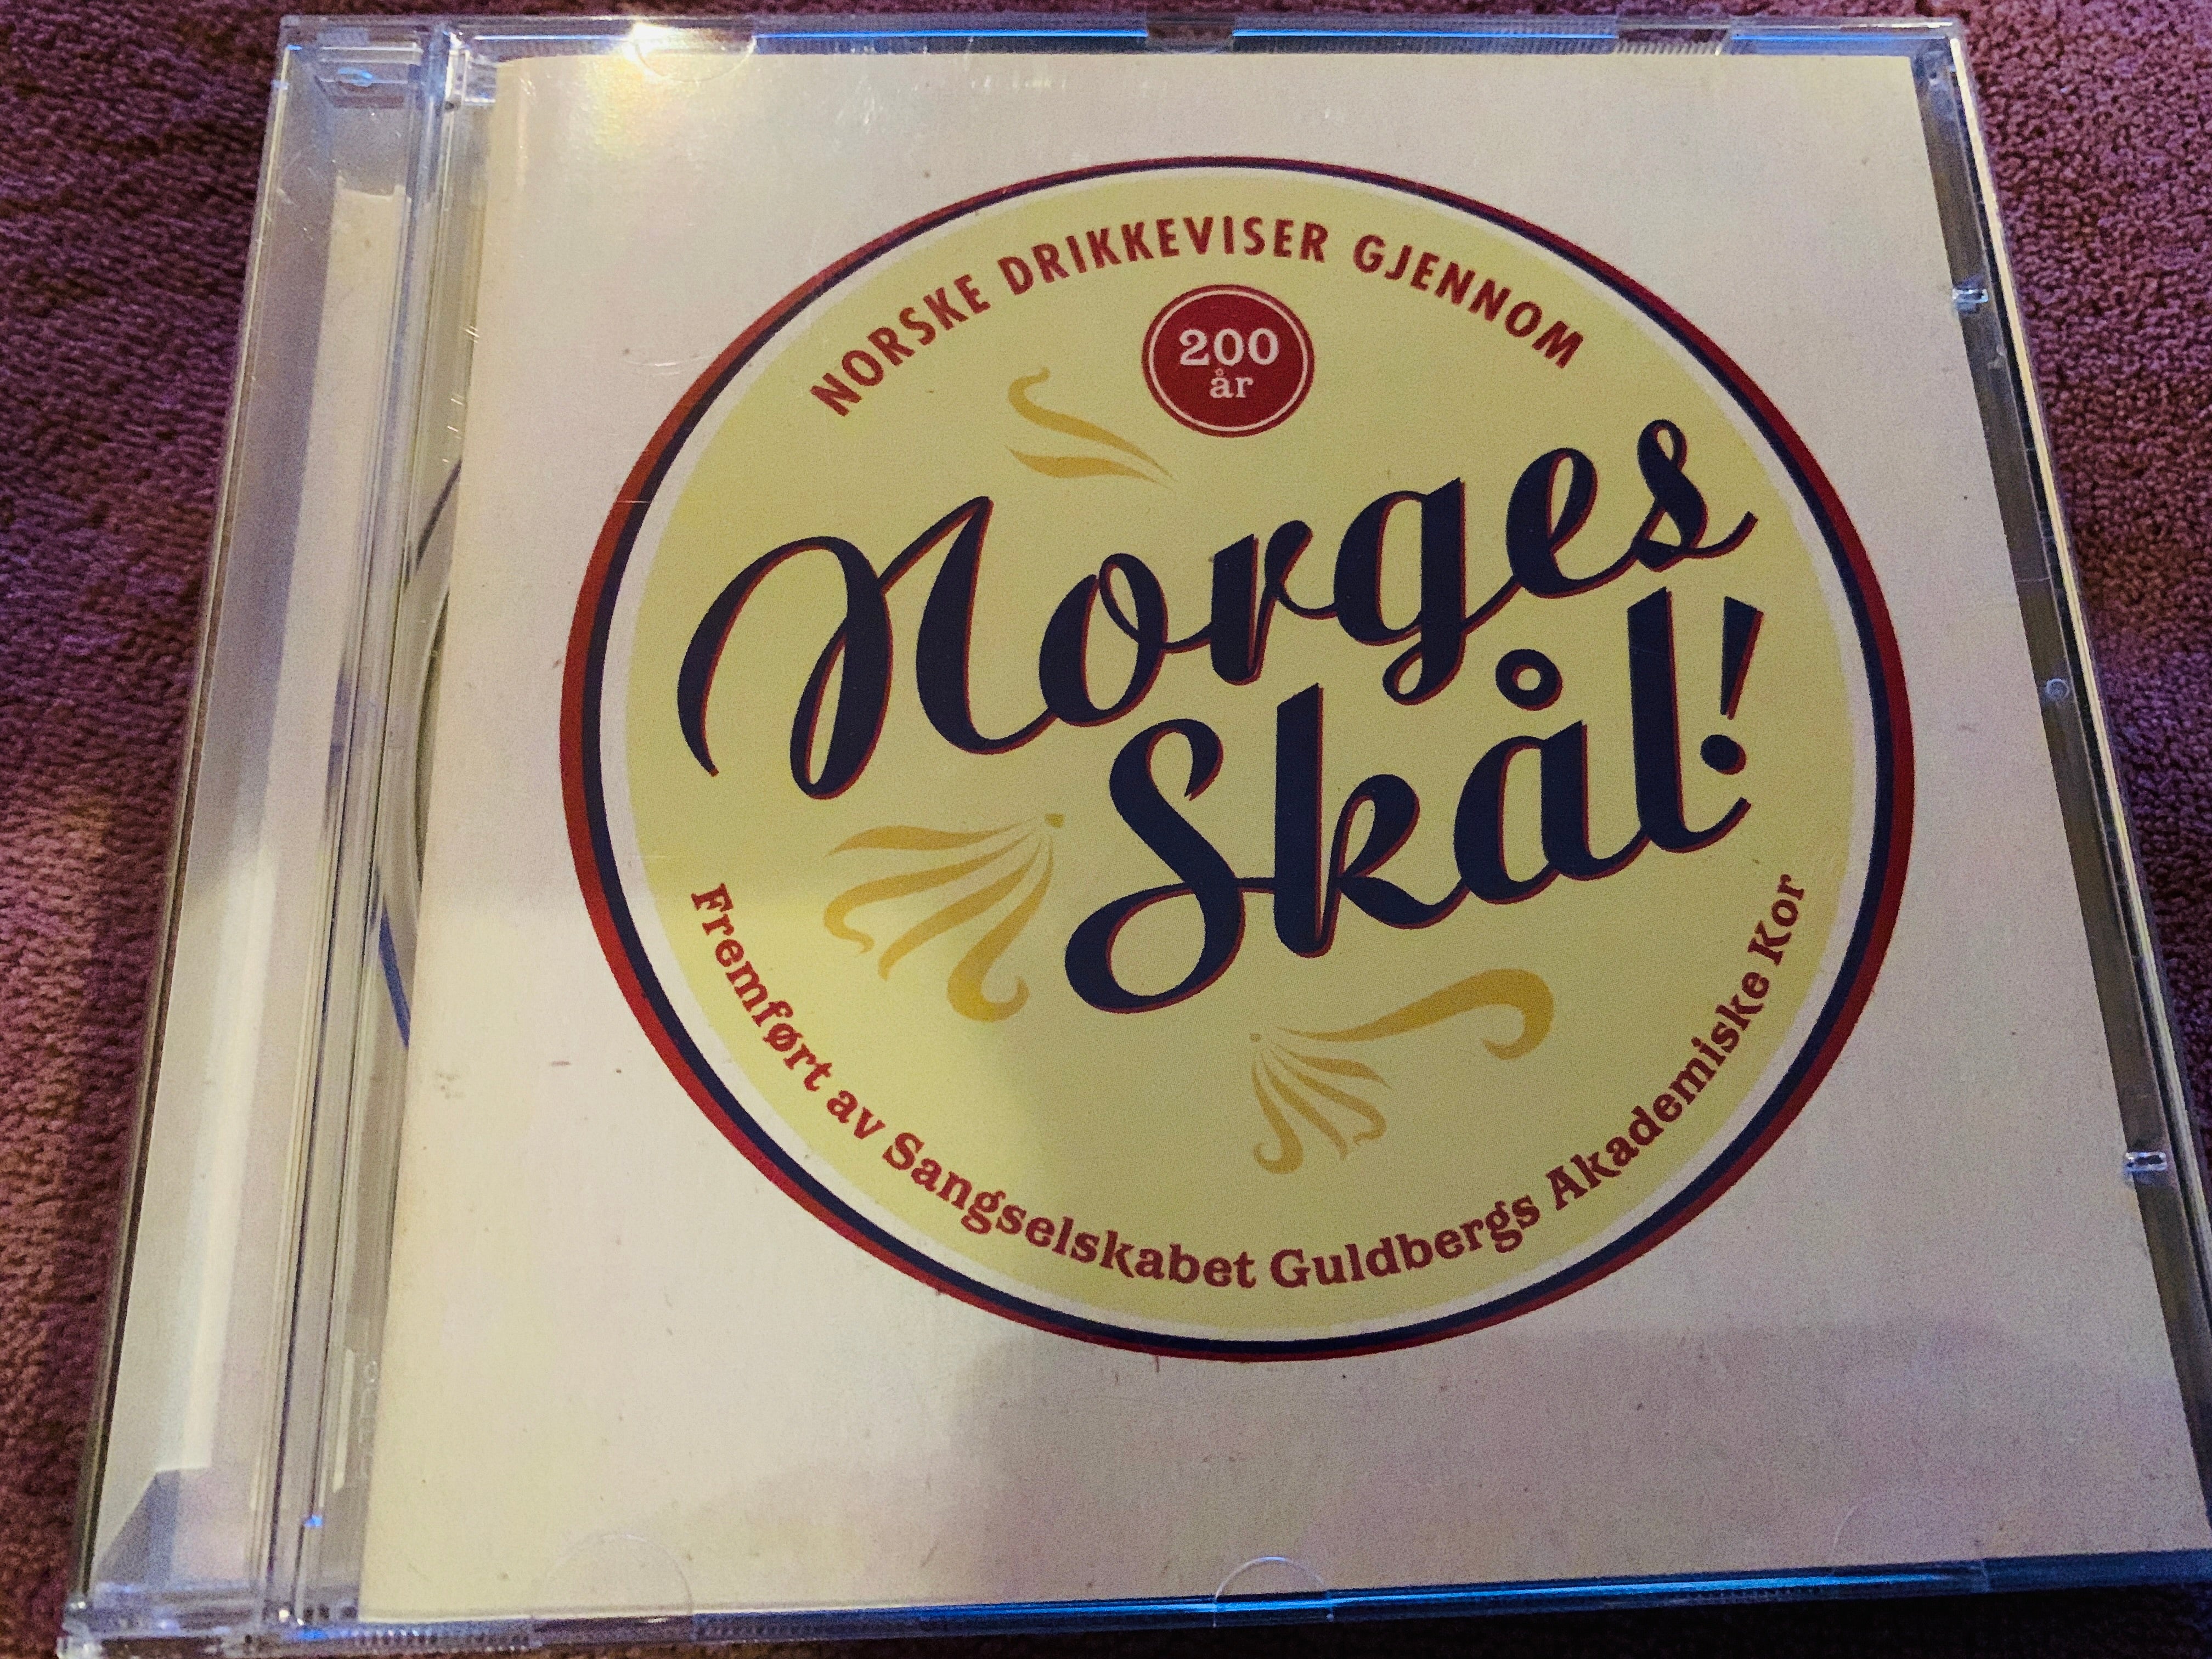 NORSKE DRIKKEVISER GJENNOM
200
år
Norges
Skål!
Fremført av Sangselskabet Guldbergs Akademiske Kor